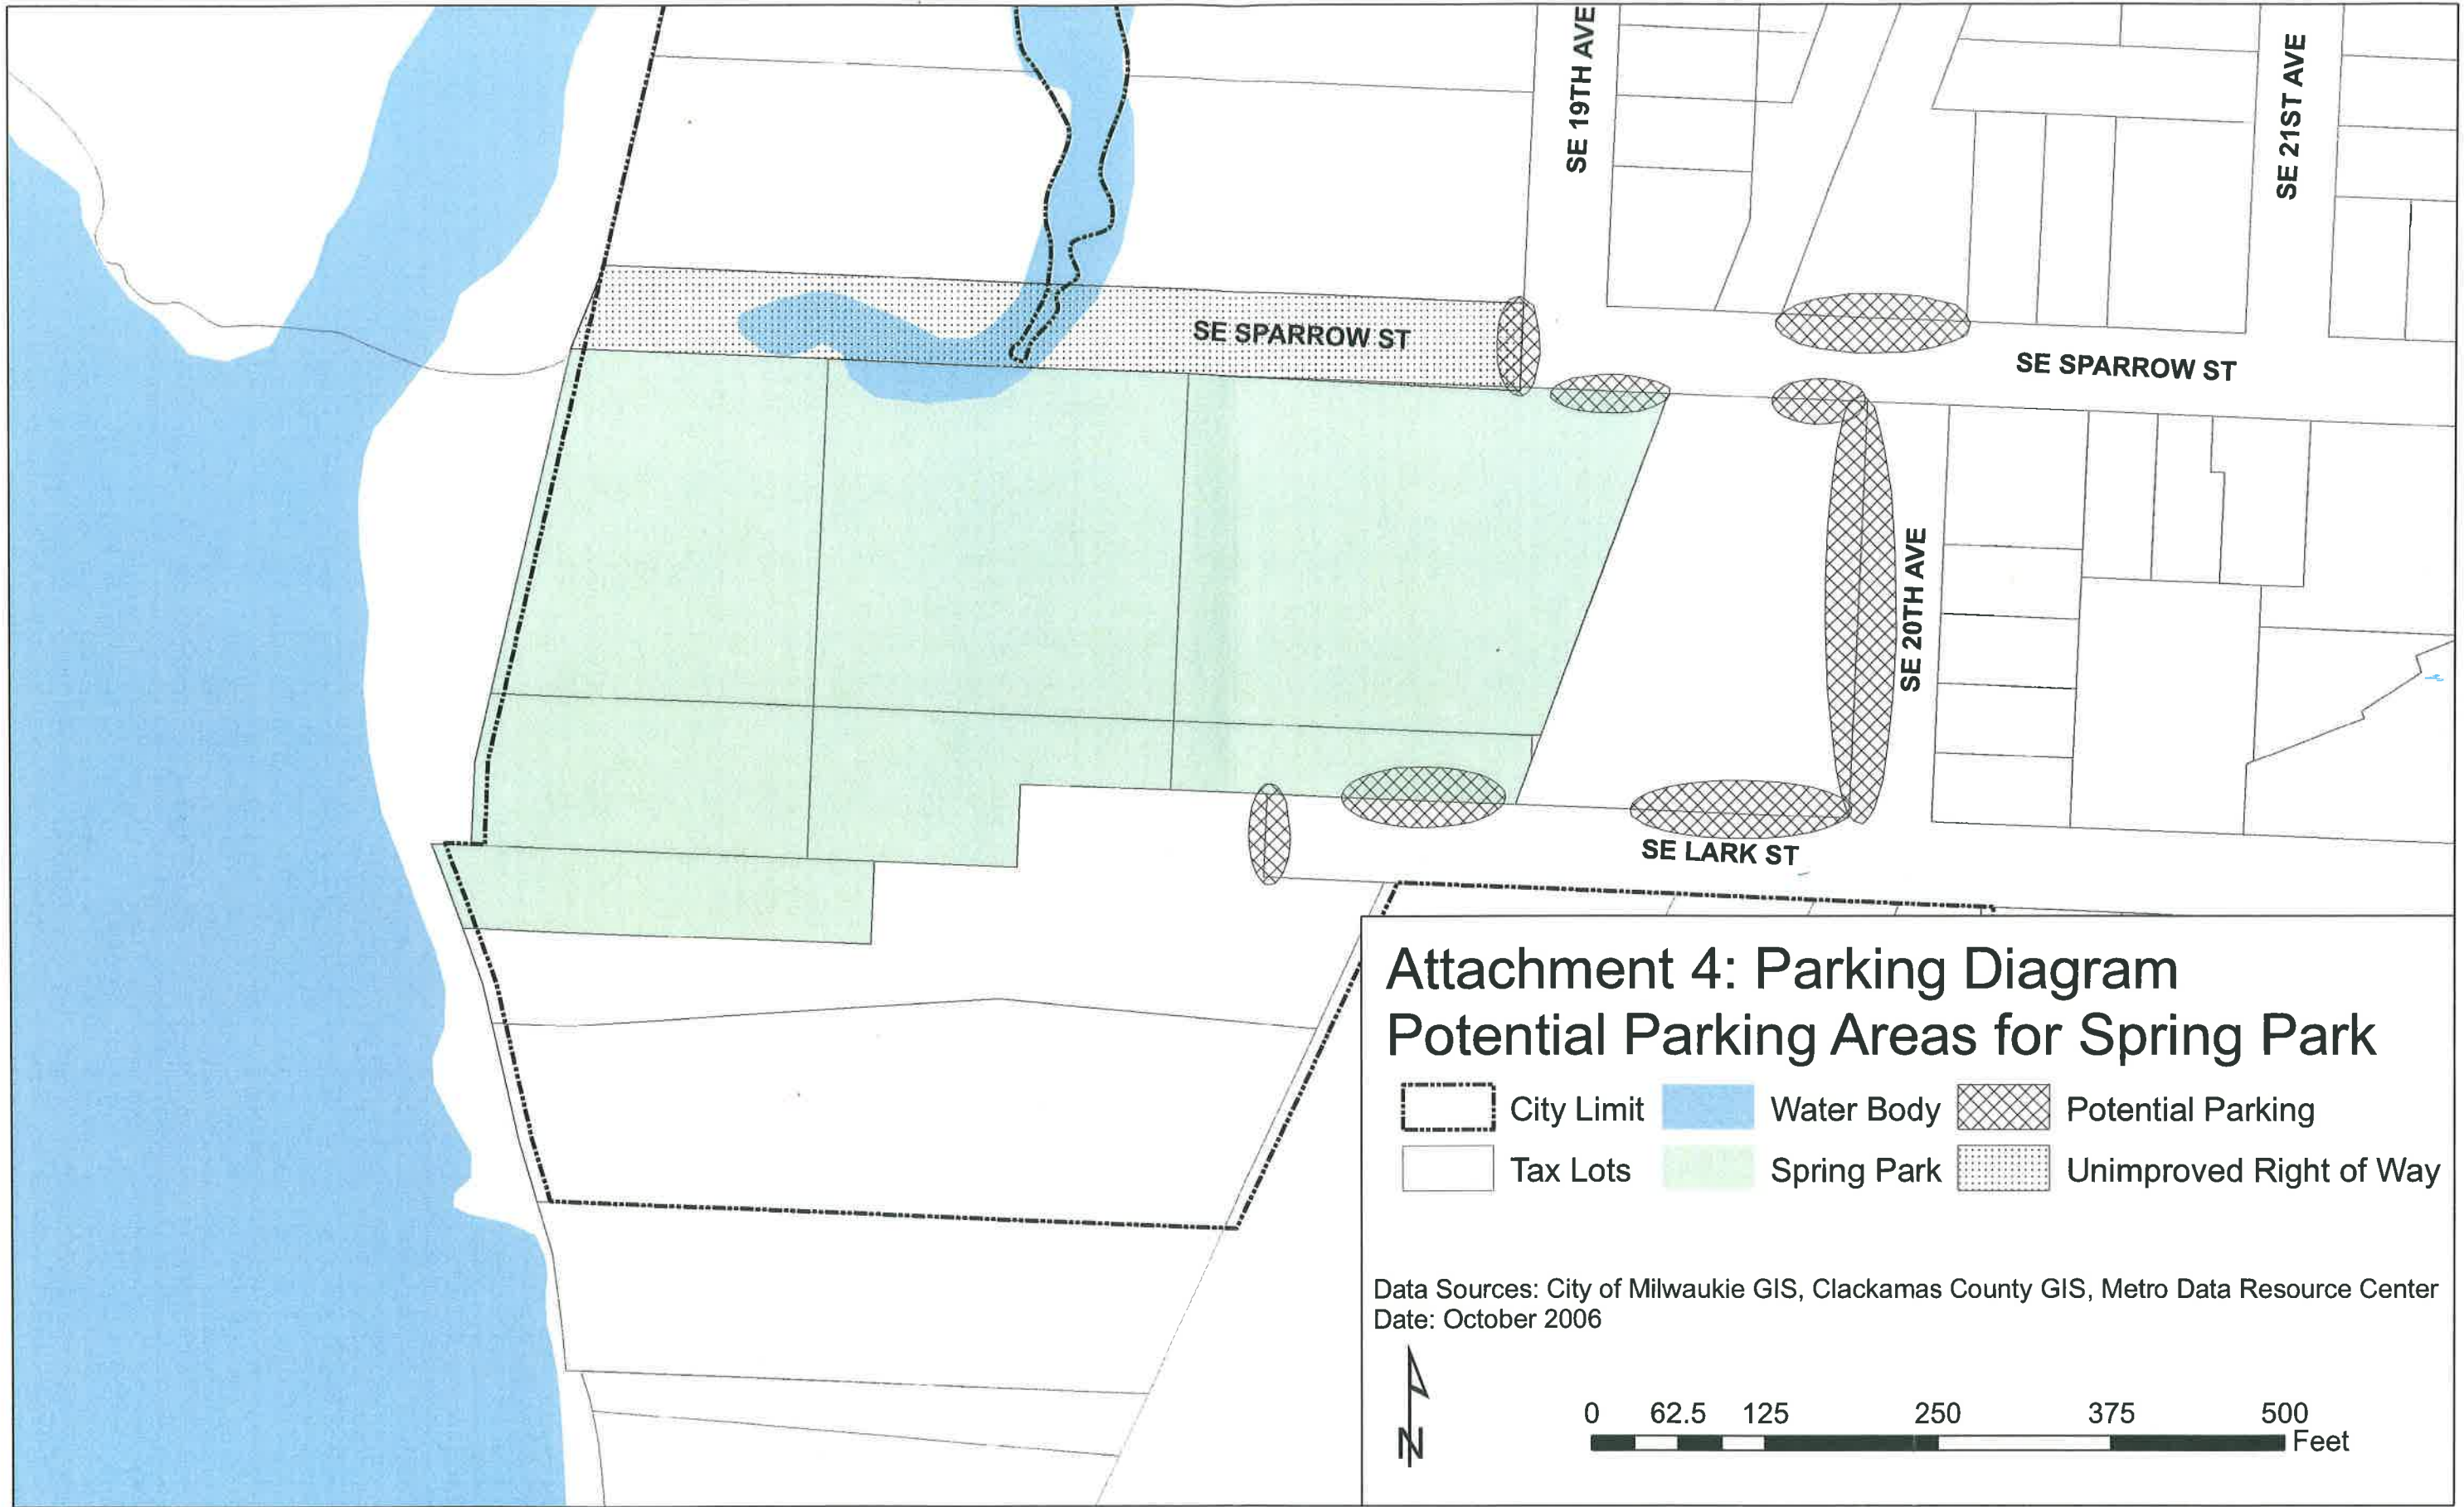 SE 19TH AVE
SE 21ST AVE
SE SPARROW ST
SE SPARROW ST
SE 20TH AVE
SE LARK ST
Attachment 4: Parking Diagram
Potential Parking Areas for Spring Park
City Limit
Water Body
Potential Parking
Tax Lots
Spring Park
Unimproved Right of Way
Data Sources: City of Milwaukie GIS, Clackamas County GIS, Metro Data Resource Center
Date: October 2006
N
0 62.5 125 250 375 500
Feet